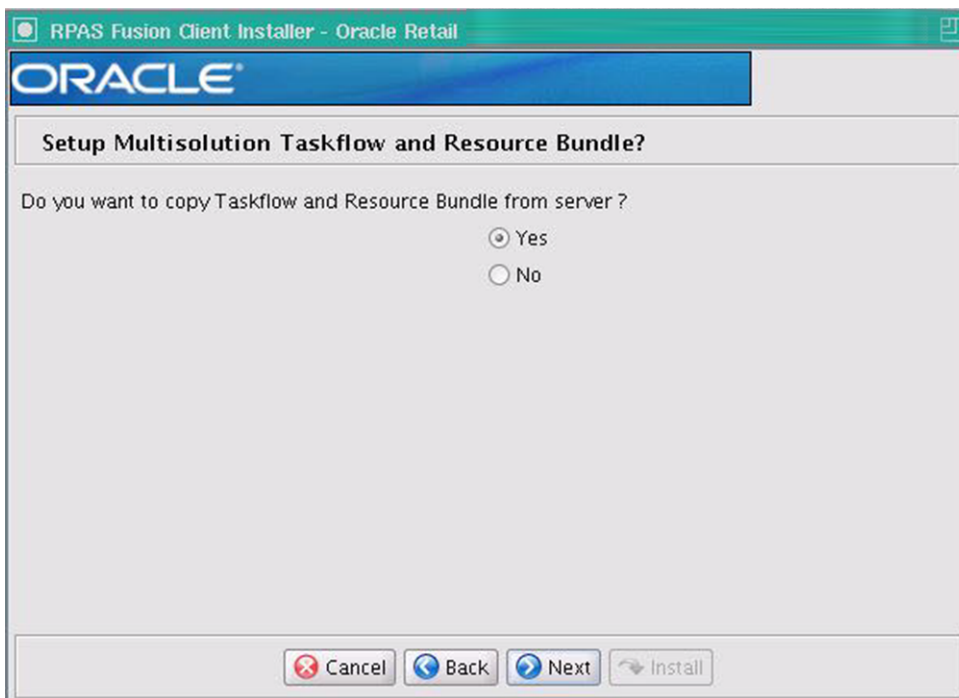 RPAS Fusion Client Installer - Oracle Retail
ORACLE®
Setup Multisolution Taskflow and Resource Bundle?
Do you want to copy Taskflow and Resource Bundle from server ?
Yes
No
Cancel Back Next Install